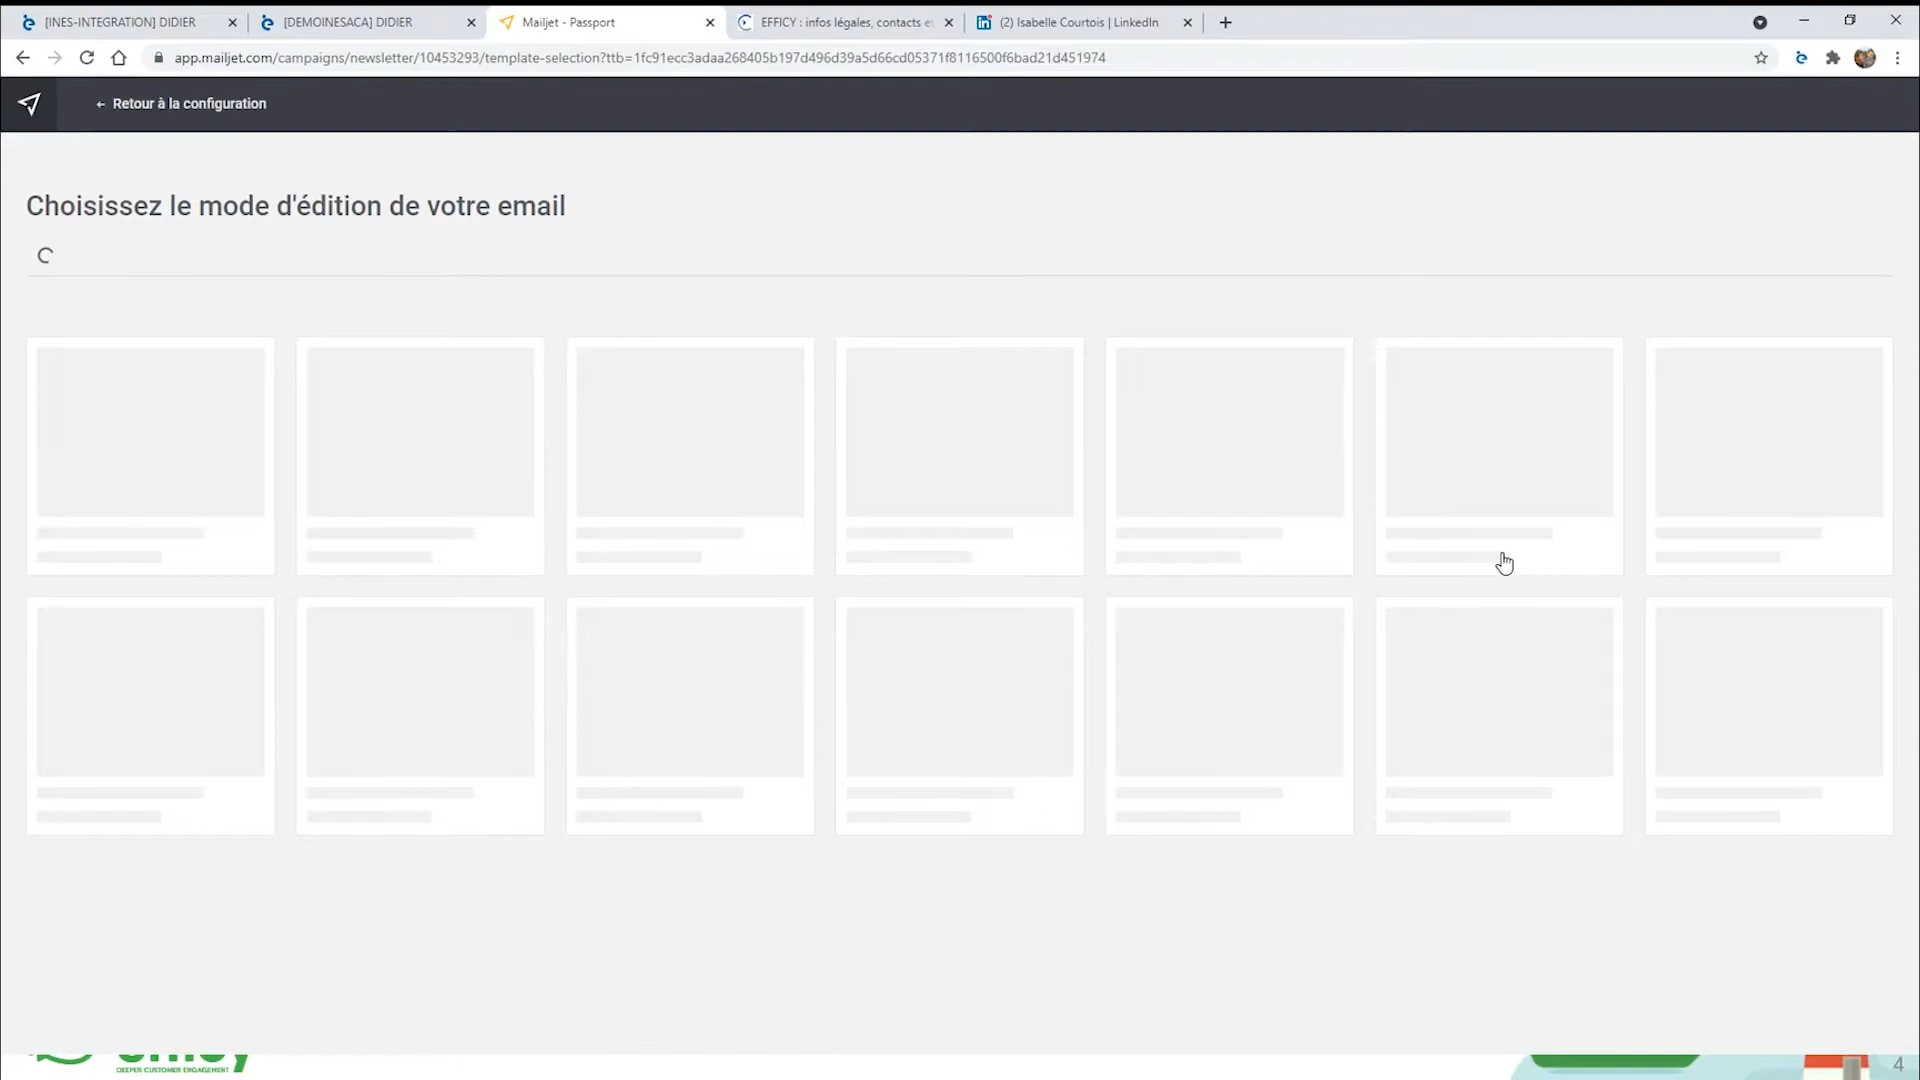 [INES-INTEGRATION] DIDIER
[DEMOINESACA] DIDIER
Mailjet - Passport
EFFICY : infos légales, contacts et
(2) Isabelle Courtois | LinkedIn
app.mailjet.com/campaigns/newsletter/10453293/template-selection?ttb=1fc91ecc3adaa268405b197d496d39a5d66cd05371f8116500f6bad21d451974
← Retour à la configuration
Choisissez le mode d'édition de votre email
DEEPER CUSTOMER ENGAGEMENT
4